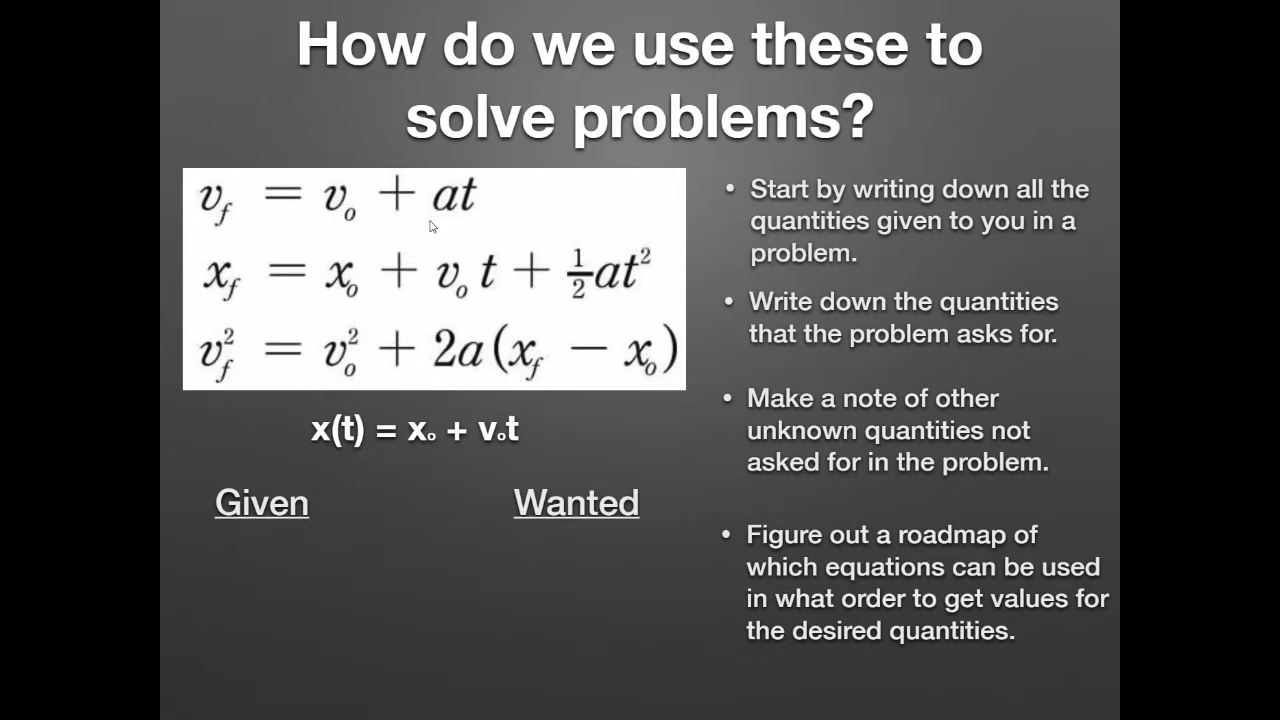 How do we use these to
solve problems?
v_f = v_o + at
x_f = x_o + v_o t + ½at²
v_f² = v_o² + 2a(x_f − x_o)
x(t) = x₀ + v₀t
Given Wanted
• Start by writing down all the
quantities given to you in a
problem.
• Write down the quantities
that the problem asks for.
• Make a note of other
unknown quantities not
asked for in the problem.
• Figure out a roadmap of
which equations can be used
in what order to get values for
the desired quantities.